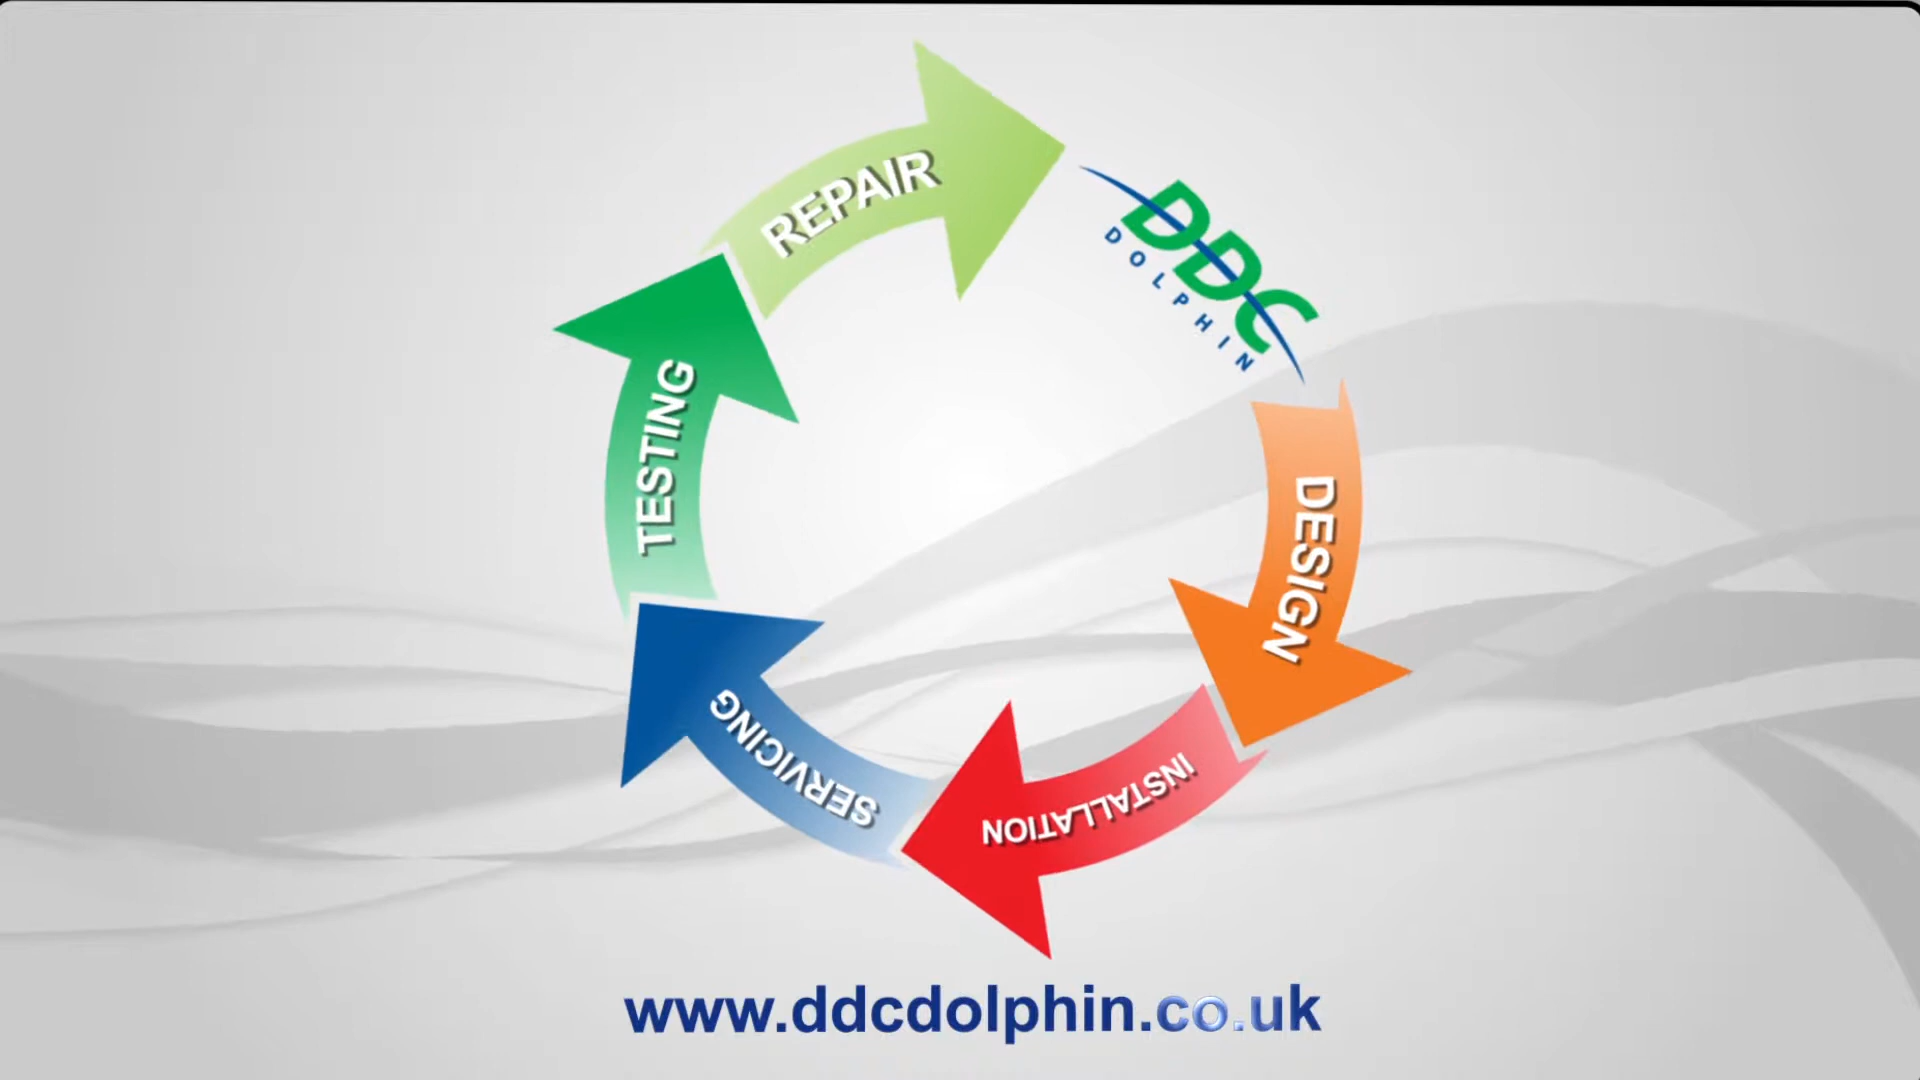 REPAIR
DDC
DOLPHIN
DESIGN
INSTALLATION
SERVICING
TESTING
www.ddcdolphin.co.uk